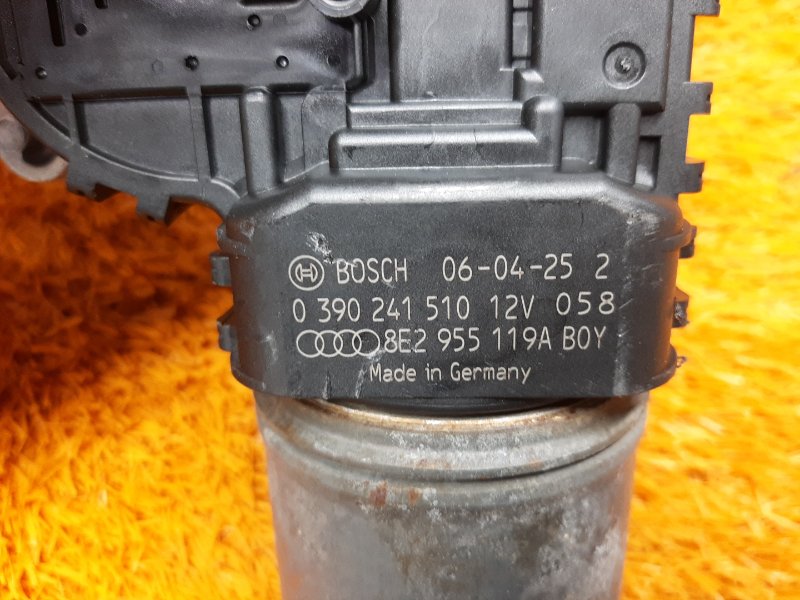 BOSCH 06-04-25 2
0 390 241 510 12V 058
8E2 955 119A B0Y
Made in Germany